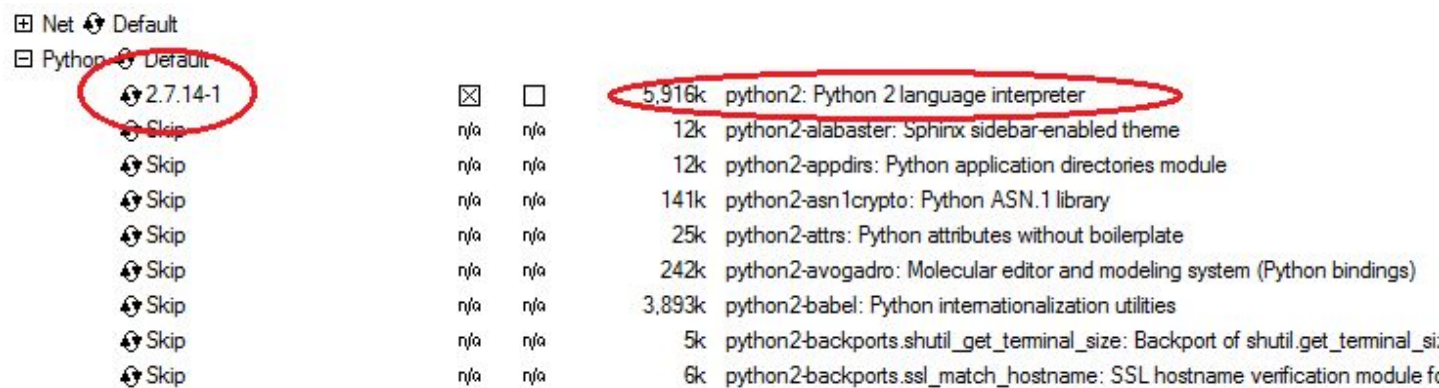 Net Default
Python Default
2.7.14-1 5,916k python2: Python 2 language interpreter
Skip n/a n/a 12k python2-alabaster: Sphinx sidebar-enabled theme
Skip n/a n/a 12k python2-appdirs: Python application directories module
Skip n/a n/a 141k python2-asn1crypto: Python ASN.1 library
Skip n/a n/a 25k python2-attrs: Python attributes without boilerplate
Skip n/a n/a 242k python2-avogadro: Molecular editor and modeling system (Python bindings)
Skip n/a n/a 3,893k python2-babel: Python internationalization utilities
Skip n/a n/a 5k python2-backports.shutil_get_terminal_size: Backport of shutil.get_terminal_si
Skip n/a n/a 6k python2-backports.ssl_match_hostname: SSL hostname verification module fo